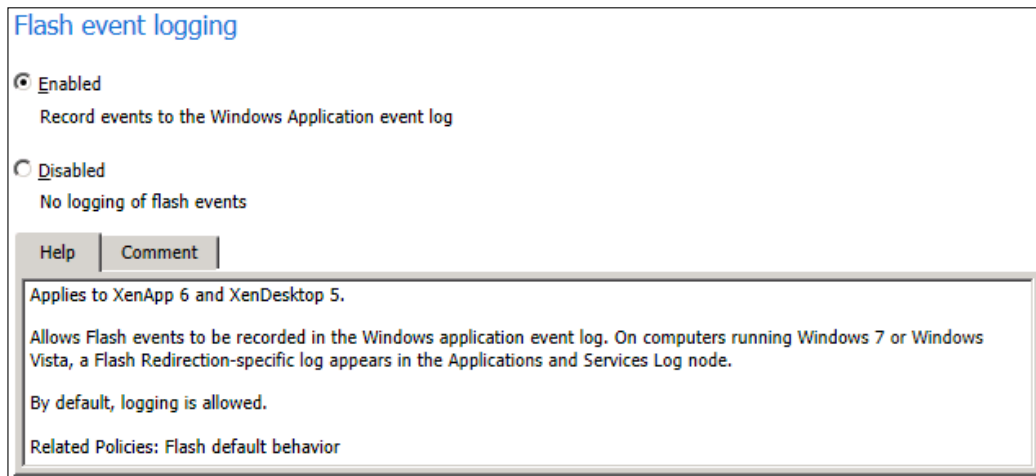 Flash event logging
Enabled
Record events to the Windows Application event log
Disabled
No logging of flash events
Help Comment
Applies to XenApp 6 and XenDesktop 5.
Allows Flash events to be recorded in the Windows application event log. On computers running Windows 7 or Windows
Vista, a Flash Redirection-specific log appears in the Applications and Services Log node.
By default, logging is allowed.
Related Policies: Flash default behavior